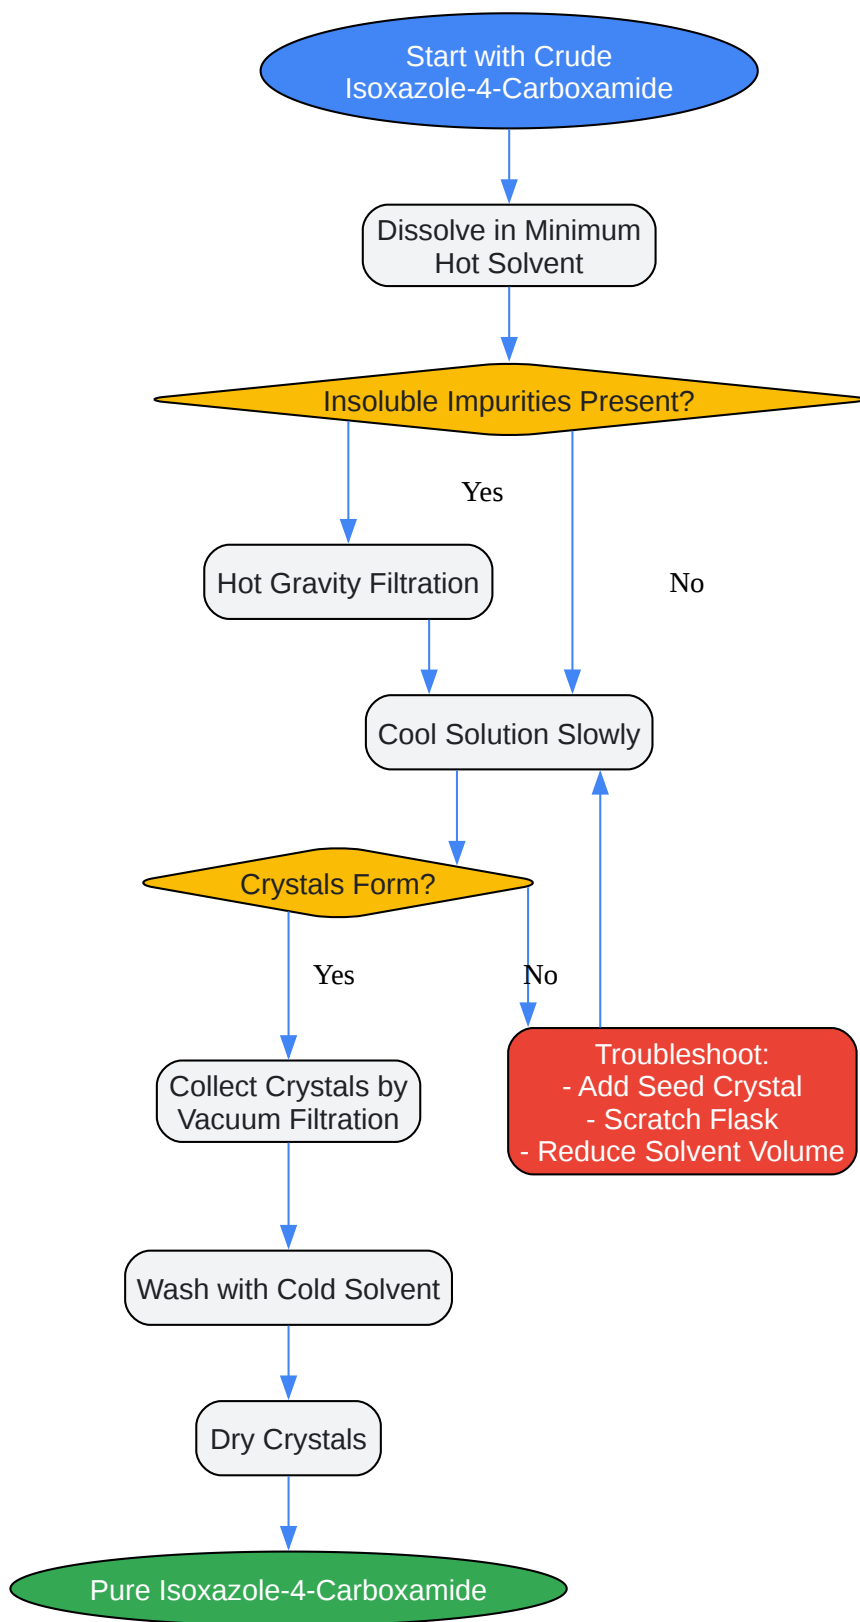 Start with Crude
Isoxazole-4-Carboxamide
Dissolve in Minimum
Hot Solvent
Insoluble Impurities Present?
Yes
Hot Gravity Filtration
No
Cool Solution Slowly
Crystals Form?
Yes
No
Troubleshoot:
- Add Seed Crystal
- Scratch Flask
- Reduce Solvent Volume
Collect Crystals by
Vacuum Filtration
Wash with Cold Solvent
Dry Crystals
Pure Isoxazole-4-Carboxamide